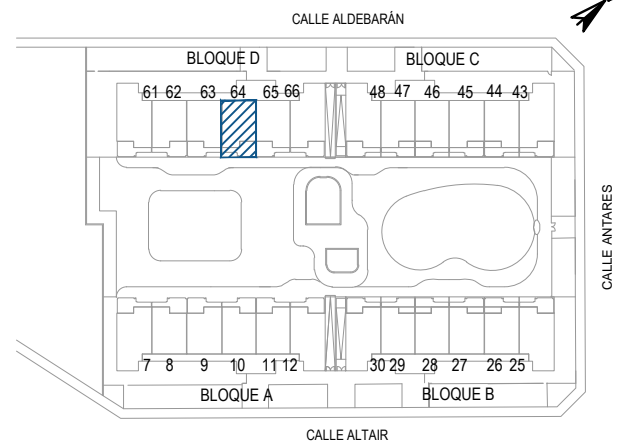 CALLE ALDEBARÁN
BLOQUE D
BLOQUE C
61 62 63 64 65 66
48 47 46 45 44 43
CALLE ANTARES
7 8 9 10 11 12
30 29 28 27 26 25
BLOQUE A
BLOQUE B
CALLE ALTAIR